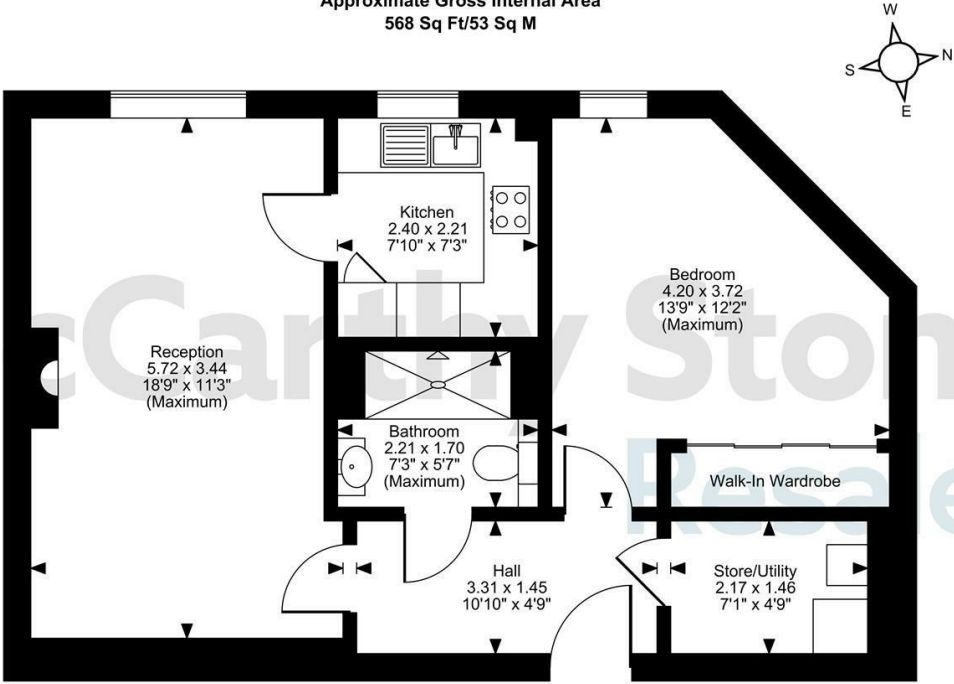 Approximate Gross Internal Area
568 Sq Ft/53 Sq M
W
N
S
E
Kitchen
2.40 x 2.21
7'10" x 7'3"
Bedroom
4.20 x 3.72
13'9" x 12'2"
(Maximum)
Reception
5.72 x 3.44
18'9" x 11'3"
(Maximum)
Bathroom
2.21 x 1.70
7'3" x 5'7"
(Maximum)
Walk-In Wardrobe
Hall
3.31 x 1.45
10'10" x 4'9"
Store/Utility
2.17 x 1.46
7'1" x 4'9"
cCarthy Ston
Resale